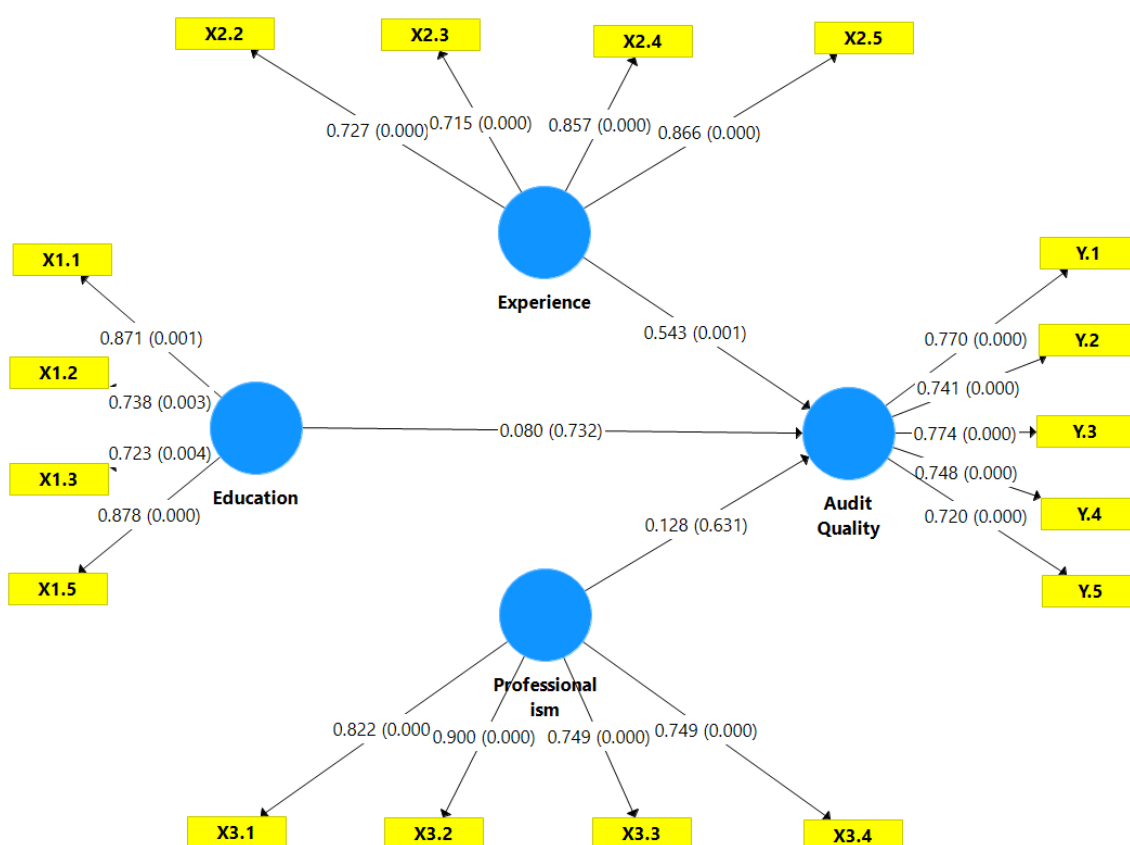 X2.2
X2.3
X2.4
X2.5
0.727 (0.000)
0.715 (0.000)
0.857 (0.000)
0.866 (0.000)
Experience
X1.1
X1.2
X1.3
X1.5
0.871 (0.001)
0.738 (0.003)
0.723 (0.004)
0.878 (0.000)
Education
0.543 (0.001)
0.080 (0.732)
0.128 (0.631)
Audit
Quality
0.770 (0.000)
0.741 (0.000)
0.774 (0.000)
0.748 (0.000)
0.720 (0.000)
Y.1
Y.2
Y.3
Y.4
Y.5
Professional
ism
0.822 (0.000
0.900 (0.000)
0.749 (0.000)
0.749 (0.000)
X3.1
X3.2
X3.3
X3.4